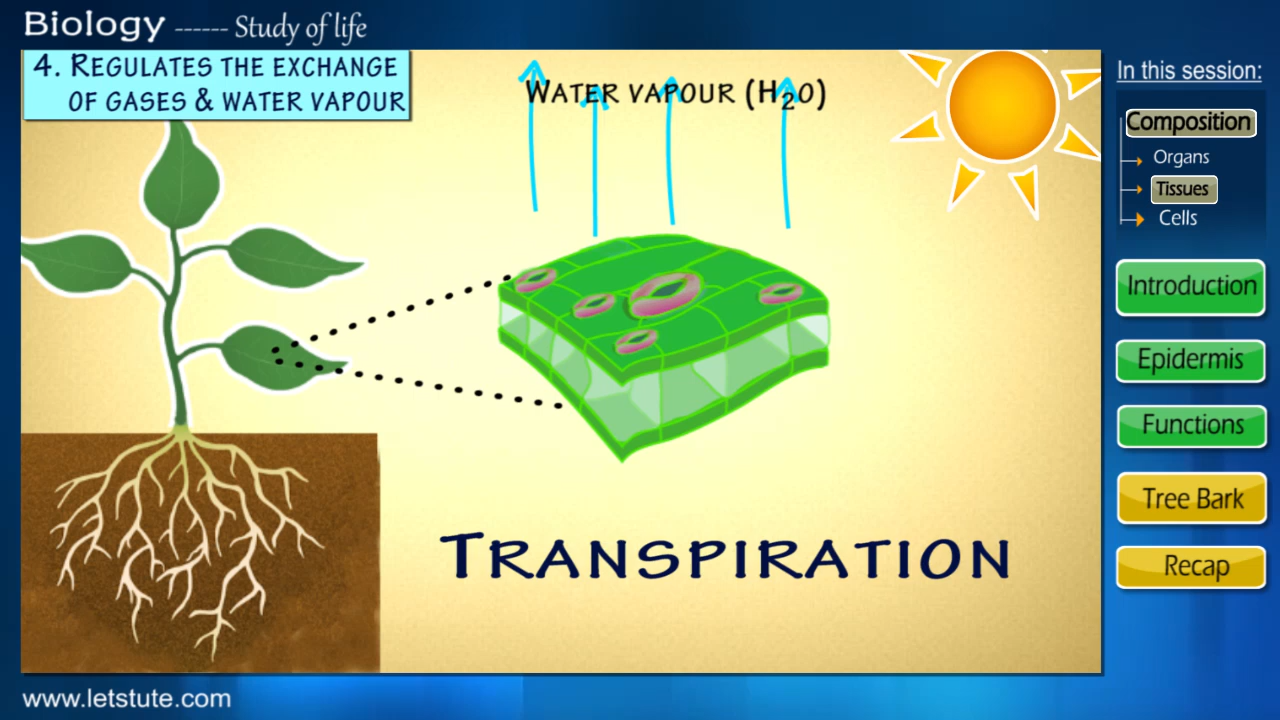 Biology ------ Study of life
4. REGULATES THE EXCHANGE
OF GASES & WATER VAPOUR
WATER VAPOUR (H2O)
TRANSPIRATION
In this session:
Composition
Organs
Tissues
Cells
Introduction
Epidermis
Functions
Tree Bark
Recap
www.letstute.com